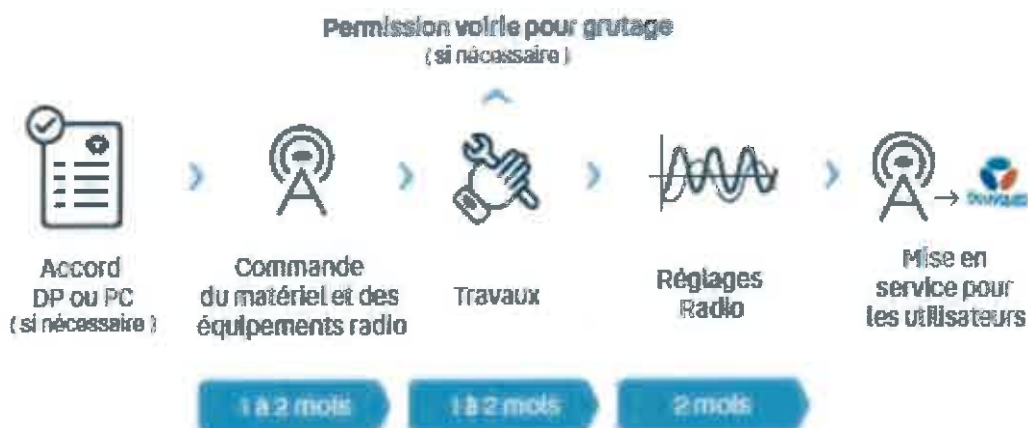 Permission voirie pour grutage
( si nécessaire )
Accord
DP ou PC
( si nécessaire )
Commande
du matériel et des
équipements radio
Travaux
Réglages
Radio
Mise en
service pour
les utilisateurs
1 à 2 mois
1 à 2 mois
2 mois